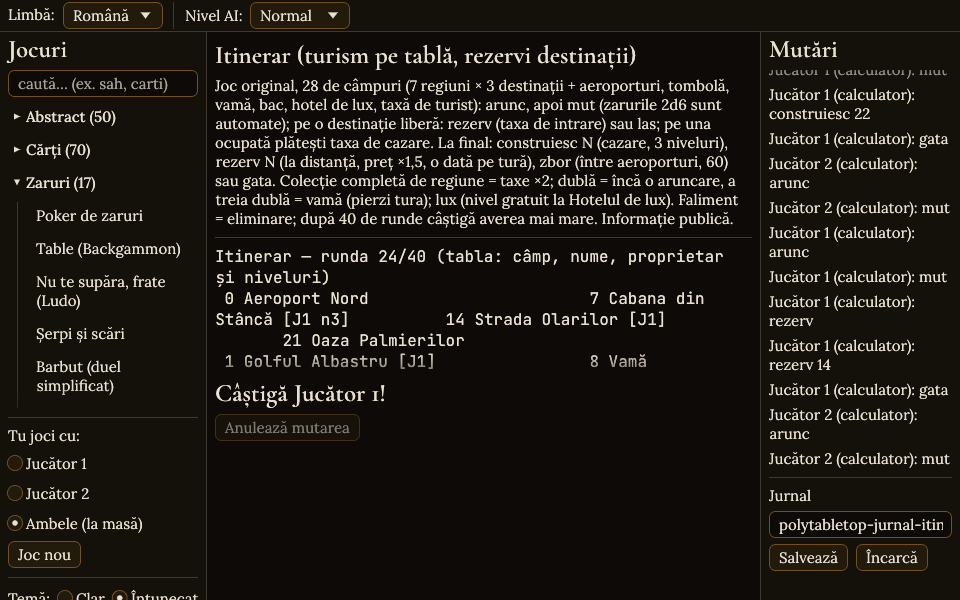 Limbă: Română Nivel AI: Normal
Jocuri
caută... (ex. sah, carti)
Abstract (50)
Cărți (70)
Zaruri (17)
Poker de zaruri
Table (Backgammon)
Nu te supăra, frate
(Ludo)
Șerpi și scări
Barbut (duel
simplificat)
Tu joci cu:
Jucător 1
Jucător 2
Ambele (la masă)
Joc nou
Temă: Clar Întunecat
Itinerar (turism pe tablă, rezervi destinații)
Joc original, 28 de câmpuri (7 regiuni × 3 destinații + aeroporturi, tombolă,
vamă, bac, hotel de lux, taxă de turist): arunc, apoi mut (zarurile 2d6 sunt
automate); pe o destinație liberă: rezerv (taxa de intrare) sau las; pe una
ocupată plătești taxa de cazare. La final: construiesc N (cazare, 3 niveluri),
rezerv N (la distanță, preț ×1,5, o dată pe tură), zbor (între aeroporturi, 60)
sau gata. Colecție completă de regiune = taxe ×2; dublă = încă o aruncare, a
treia dublă = vamă (pierzi tura); lux (nivel gratuit la Hotelul de lux). Faliment
= eliminare; după 40 de runde câștigă averea mai mare. Informație publică.
Itinerar — runda 24/40 (tabla: câmp, nume, proprietar
și niveluri)
0 Aeroport Nord 7 Cabana din
Stâncă [J1 n3] 14 Strada Olarilor [J1]
21 Oaza Palmierilor
1 Golful Albastru [J1] 8 Vamă
Câștigă Jucător 1!
Anulează mutarea
Mutări
Jucător 1 (calculator): mut
Jucător 1 (calculator):
construiesc 22
Jucător 1 (calculator): gata
Jucător 2 (calculator):
arunc
Jucător 2 (calculator): mut
Jucător 1 (calculator):
arunc
Jucător 1 (calculator): mut
Jucător 1 (calculator):
rezerv
Jucător 1 (calculator):
rezerv 14
Jucător 1 (calculator): gata
Jucător 2 (calculator):
arunc
Jucător 2 (calculator): mut
Jurnal
polytabletop-jurnal-itin
Salvează Încarcă